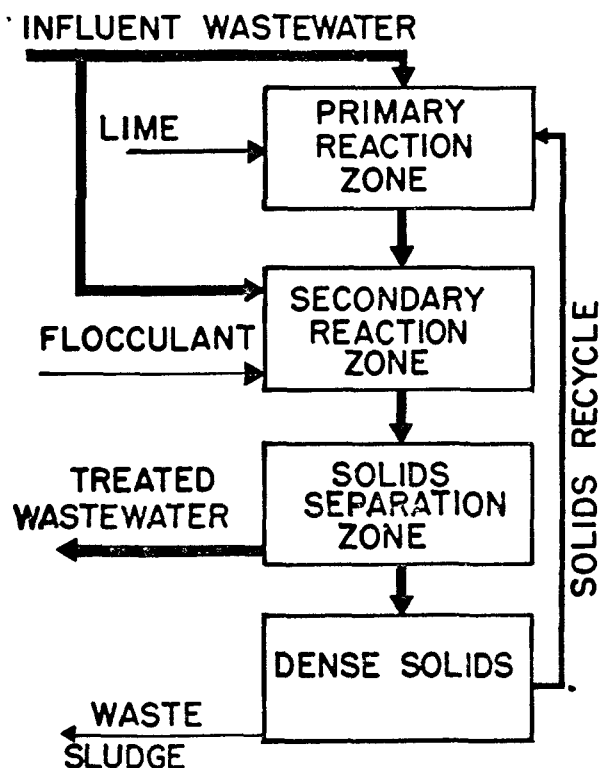 INFLUENT WASTEWATER
LIME
PRIMARY
REACTION
ZONE
SECONDARY
REACTION
ZONE
FLOCCULANT
SOLIDS RECYCLE
TREATED
WASTEWATER
SOLIDS
SEPARATION
ZONE
DENSE SOLIDS
WASTE
SLUDGE